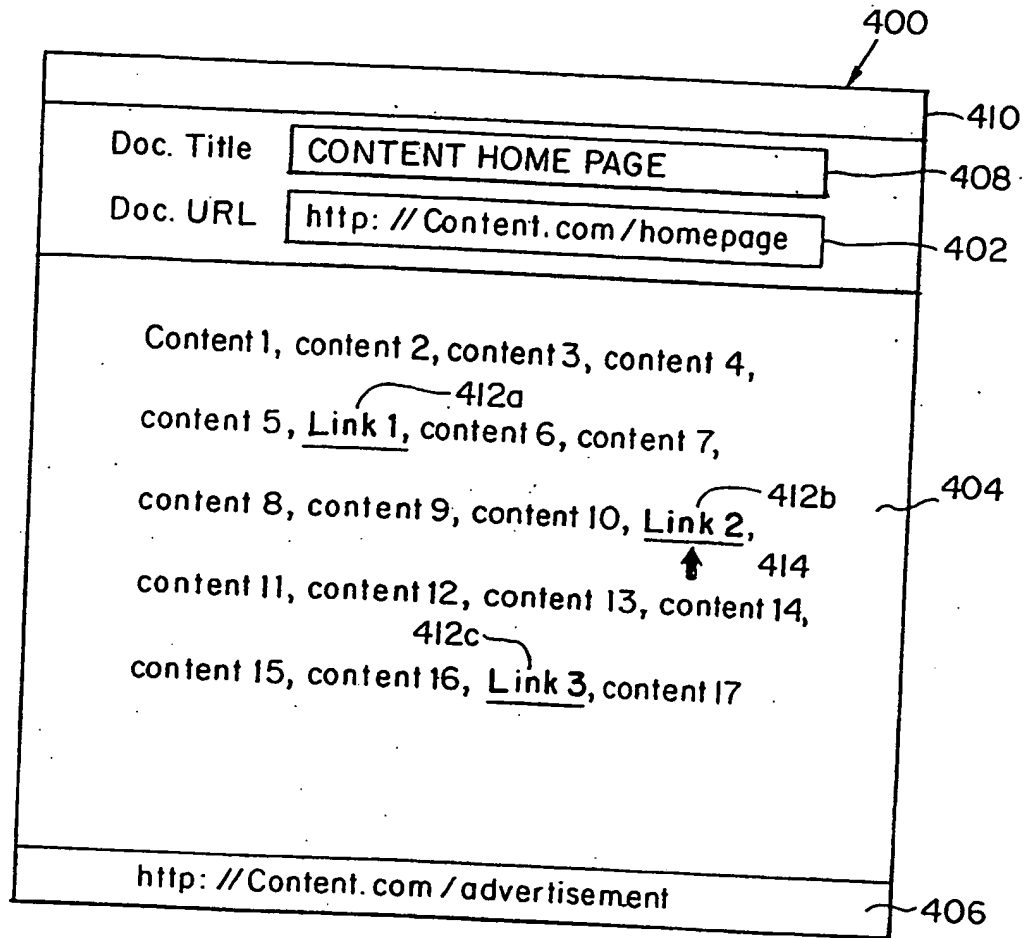 400
410
Doc. Title CONTENT HOME PAGE 408
Doc. URL http: //Content.com/homepage 402
Content 1, content 2, content 3, content 4,
412a
content 5, Link 1, content 6, content 7,
412b 404
content 8, content 9, content 10, Link 2,
414
content 11, content 12, content 13, content 14,
412c
content 15, content 16, Link 3, content 17
http: //Content.com/advertisement 406